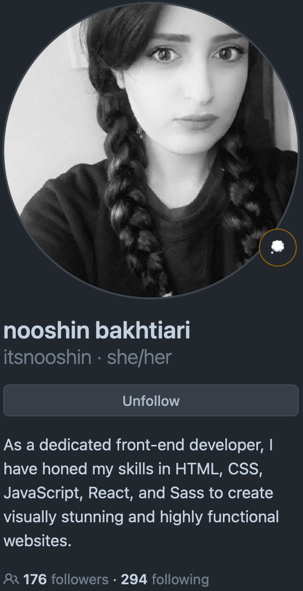 nooshin bakhtiari
itsnooshin · she/her
Unfollow
As a dedicated front-end developer, I
have honed my skills in HTML, CSS,
JavaScript, React, and Sass to create
visually stunning and highly functional
websites.
176 followers · 294 following